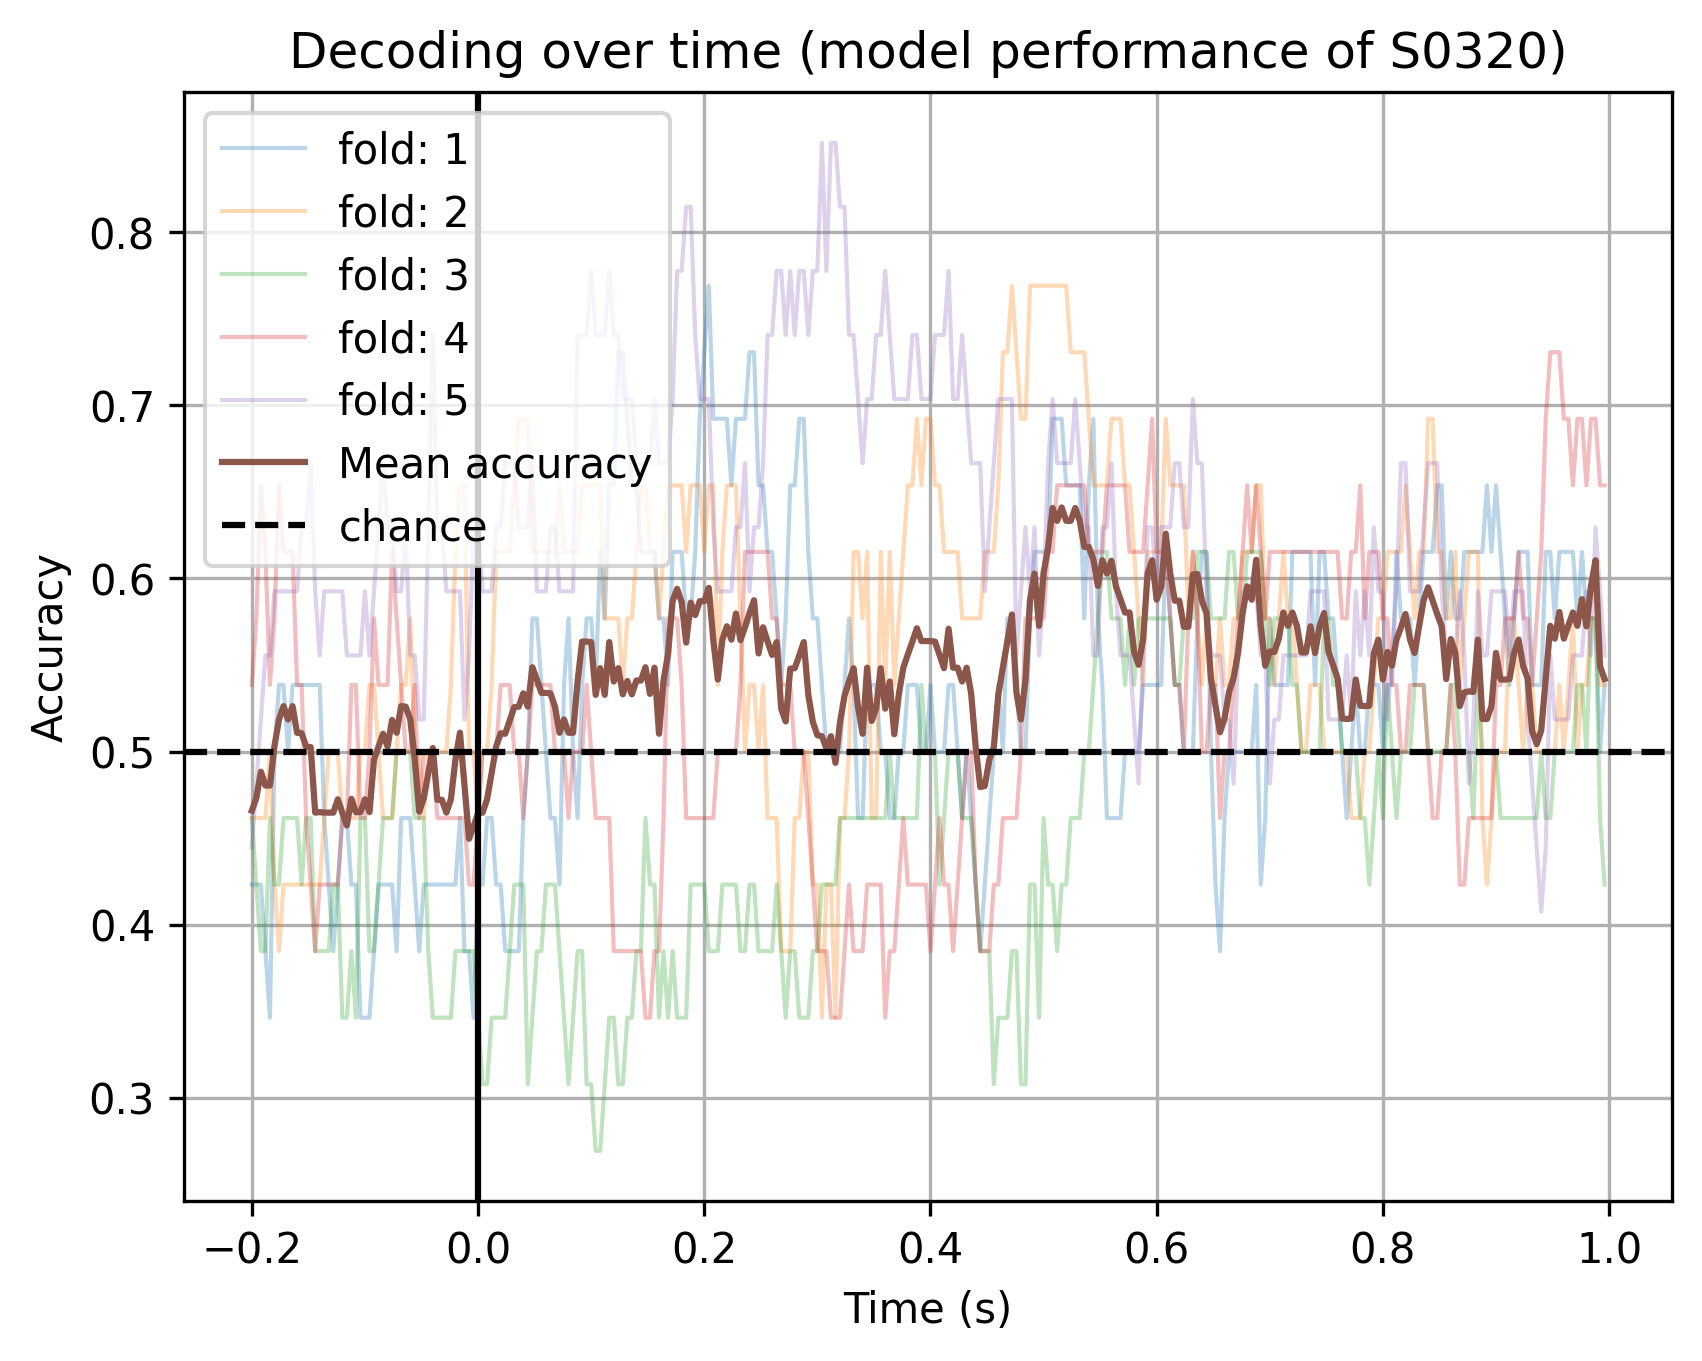 Decoding over time (model performance of S0320)
fold: 1
fold: 2
fold: 3
fold: 4
fold: 5
Mean accuracy
chance
Accuracy
0.8
0.7
0.6
0.5
0.4
0.3
−0.2
0.0
0.2
0.4
0.6
0.8
1.0
Time (s)